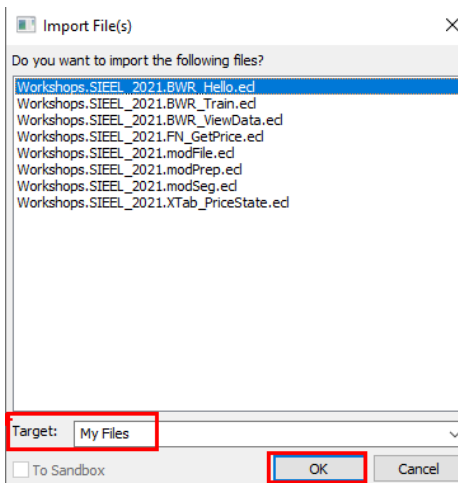 Import File(s)
Do you want to import the following files?
Workshops.SIEEL_2021.BWR_Hello.ecl
Workshops.SIEEL_2021.BWR_Train.ecl
Workshops.SIEEL_2021.BWR_ViewData.ecl
Workshops.SIEEL_2021.FN_GetPrice.ecl
Workshops.SIEEL_2021.modFile.ecl
Workshops.SIEEL_2021.modPrep.ecl
Workshops.SIEEL_2021.modSeg.ecl
Workshops.SIEEL_2021.XTab_PriceState.ecl
Target: My Files
To Sandbox OK Cancel